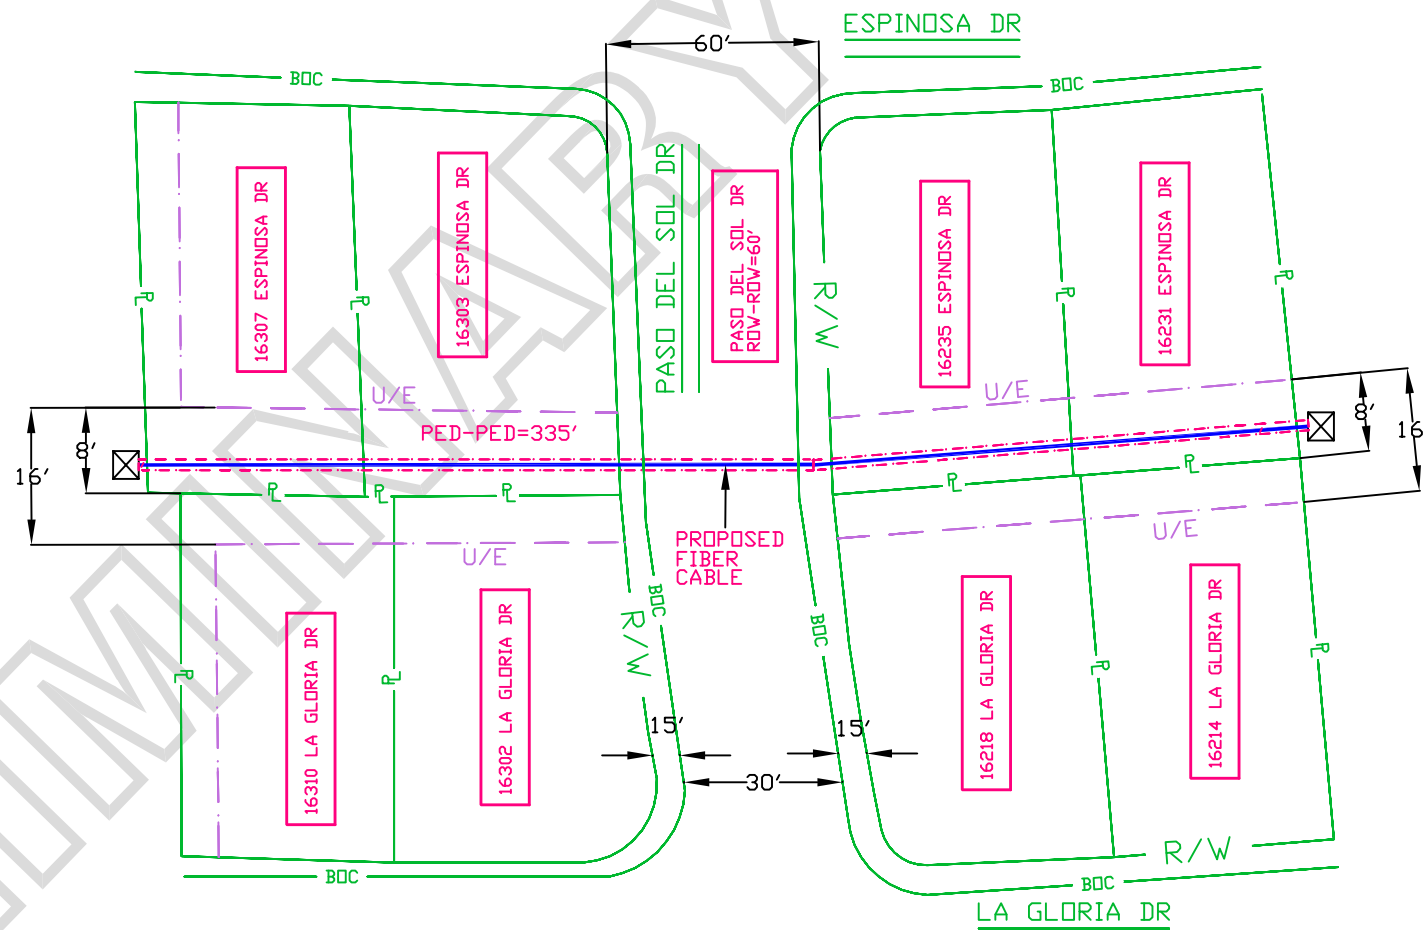 ESPINOSA DR
60'
BOC
BOC
16307 ESPINOSA DR
16303 ESPINOSA DR
PASO DEL SOL DR
PASO DEL SOL DR
ROW-ROW=60'
R/W
16235 ESPINOSA DR
16231 ESPINOSA DR
PL
PL
PL
PL
U/E
U/E
PED-PED=335'
8'
16'
8'
16
PL
PL
PL
PL
PL
PROPOSED
FIBER
CABLE
U/E
U/E
BOC
R/W
BOC
16310 LA GLORIA DR
16302 LA GLORIA DR
16218 LA GLORIA DR
16214 LA GLORIA DR
PL
PL
PL
PL
15'
15'
30'
R/W
BOC
BOC
LA GLORIA DR
IMINARY